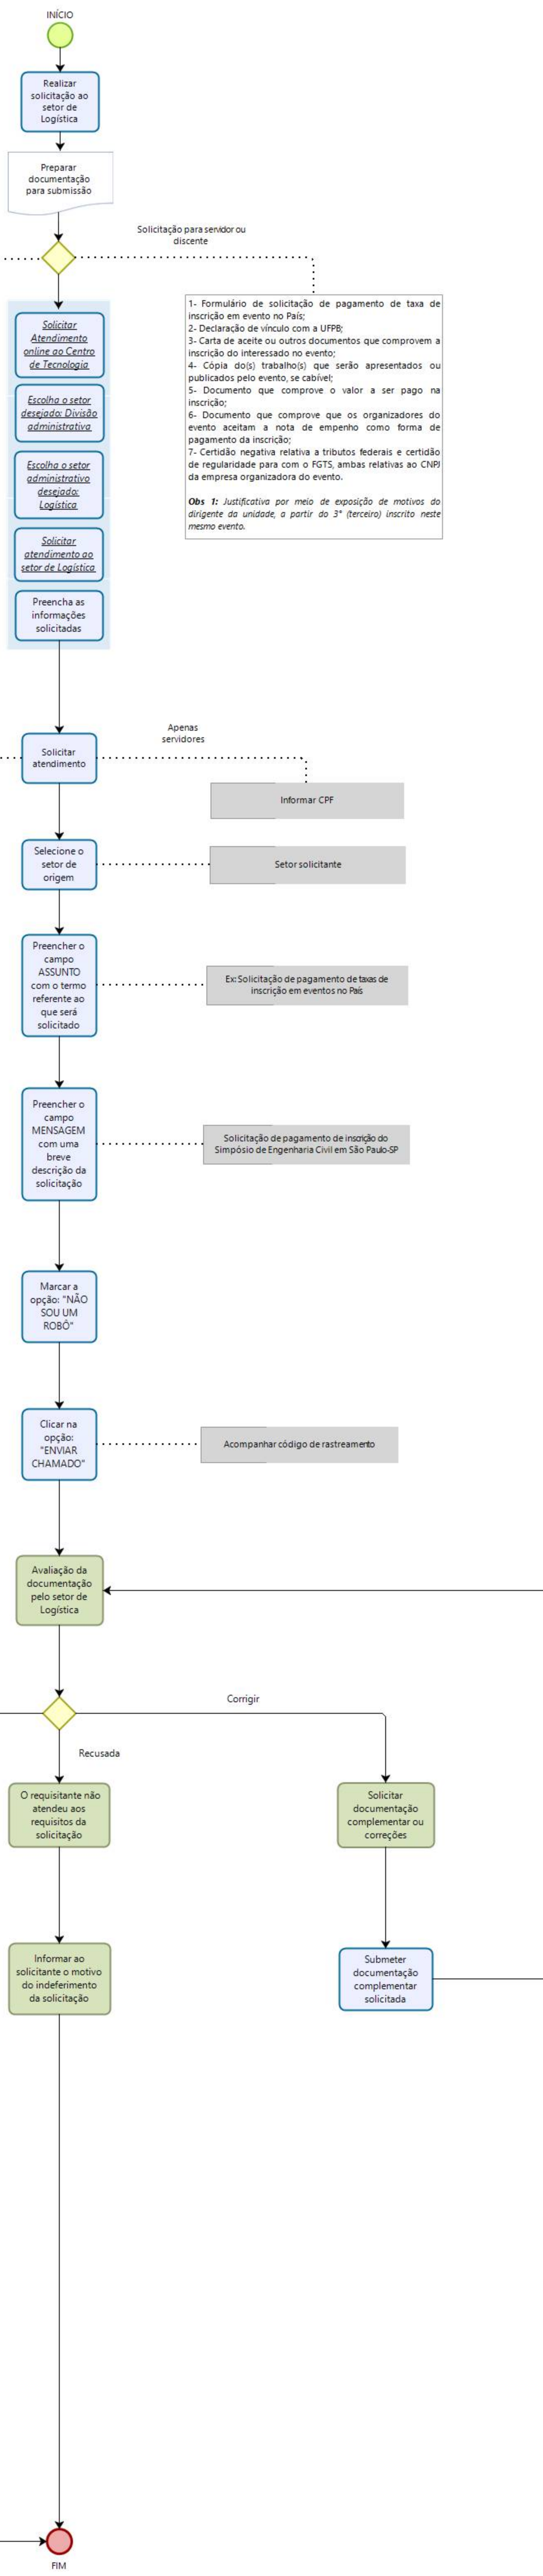 INÍCIO
Realizar
solicitação ao
setor de
Logística
Preparar
documentação
para submissão
Solicitação para servidor ou
discente
1- Formulário de solicitação de pagamento de taxa de
inscrição em evento no País;
2- Declaração de vínculo com a UFPB;
3- Carta de aceite ou outros documentos que comprovem a
inscrição do interessado no evento;
4- Cópia do(s) trabalho(s) que serão apresentados ou
publicados pelo evento, se cabível;
5- Documento que comprove o valor a ser pago na
inscrição;
6- Documento que comprove que os organizadores do
evento aceitam a nota de empenho como forma de
pagamento da inscrição;
7- Certidão negativa relativa a tributos federais e certidão
de regularidade para com o FGTS, ambas relativas ao CNPJ
da empresa organizadora do evento.
Obs 1: Justificativa por meio de exposição de motivos do
dirigente da unidade, a partir do 3° (terceiro) inscrito neste
mesmo evento.
Solicitar
Atendimento
online ao Centro
de Tecnologia
Escolha o setor
desejado: Divisão
administrativa
Escolha o setor
administrativo
desejado:
Logística
Solicitar
atendimento ao
setor de Logística
Preencha as
informações
solicitadas
Apenas
servidores
Solicitar
atendimento
Informar CPF
Selecione o
setor de
origem
Setor solicitante
Preencher o
campo
ASSUNTO
com o termo
referente ao
que será
solicitado
Ex: Solicitação de pagamento de taxas de
inscrição em eventos no País
Preencher o
campo
MENSAGEM
com uma
breve
descrição da
solicitação
Solicitação de pagamento de inscrição do
Simpósio de Engenharia Civil em São Paulo-SP
Marcar a
opção: "NÃO
SOU UM
ROBÔ"
Clicar na
opção:
"ENVIAR
CHAMADO"
Acompanhar código de rastreamento
Avaliação da
documentação
pelo setor de
Logística
Corrigir
Recusada
O requisitante não
atendeu aos
requisitos da
solicitação
Solicitar
documentação
complementar ou
correções
Informar ao
solicitante o motivo
do indeferimento
da solicitação
Submeter
documentação
complementar
solicitada
FIM